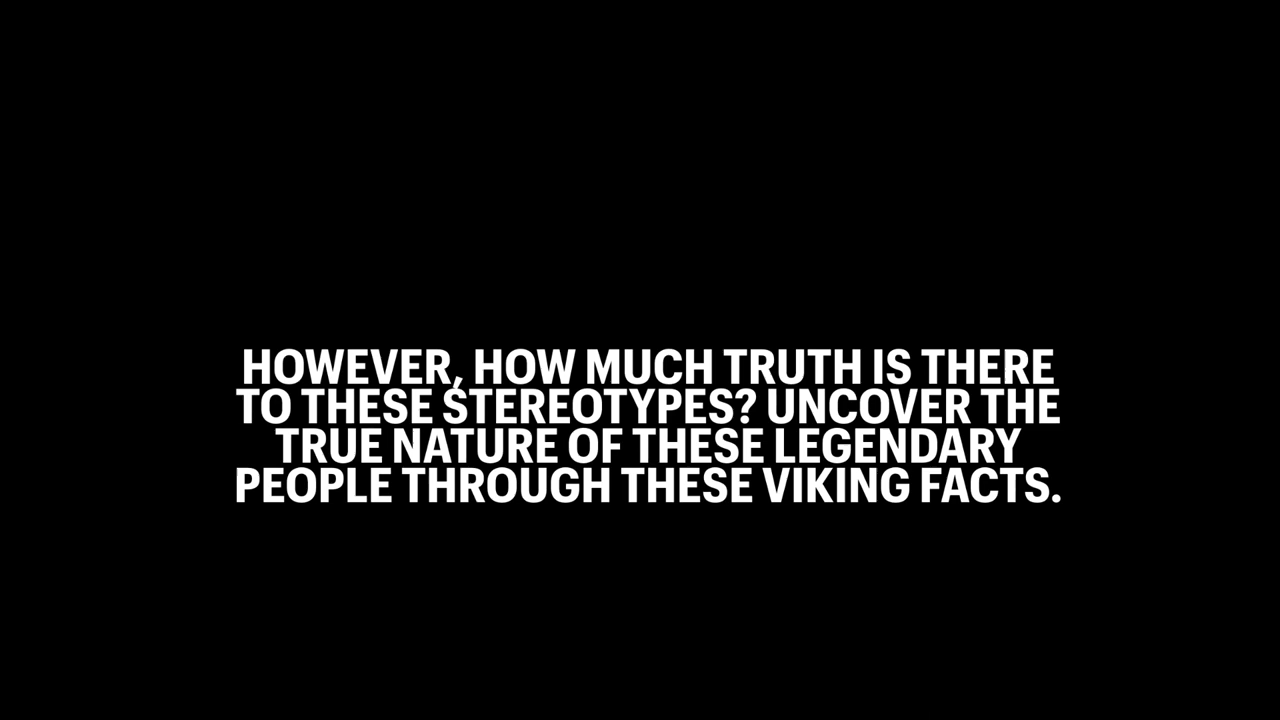 HOWEVER, HOW MUCH TRUTH IS THERE
TO THESE STEREOTYPES? UNCOVER THE
TRUE NATURE OF THESE LEGENDARY
PEOPLE THROUGH THESE VIKING FACTS.